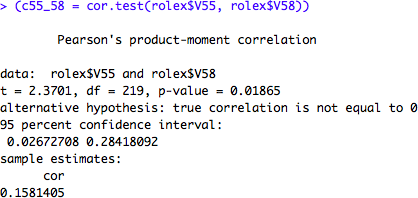 > (c55_58 = cor.test(rolex$V55, rolex$V58))
Pearson's product-moment correlation
data:  rolex$V55 and rolex$V58
t = 2.3701, df = 219, p-value = 0.01865
alternative hypothesis: true correlation is not equal to 0
95 percent confidence interval:
0.02672708 0.28418092
sample estimates:
cor
0.1581405